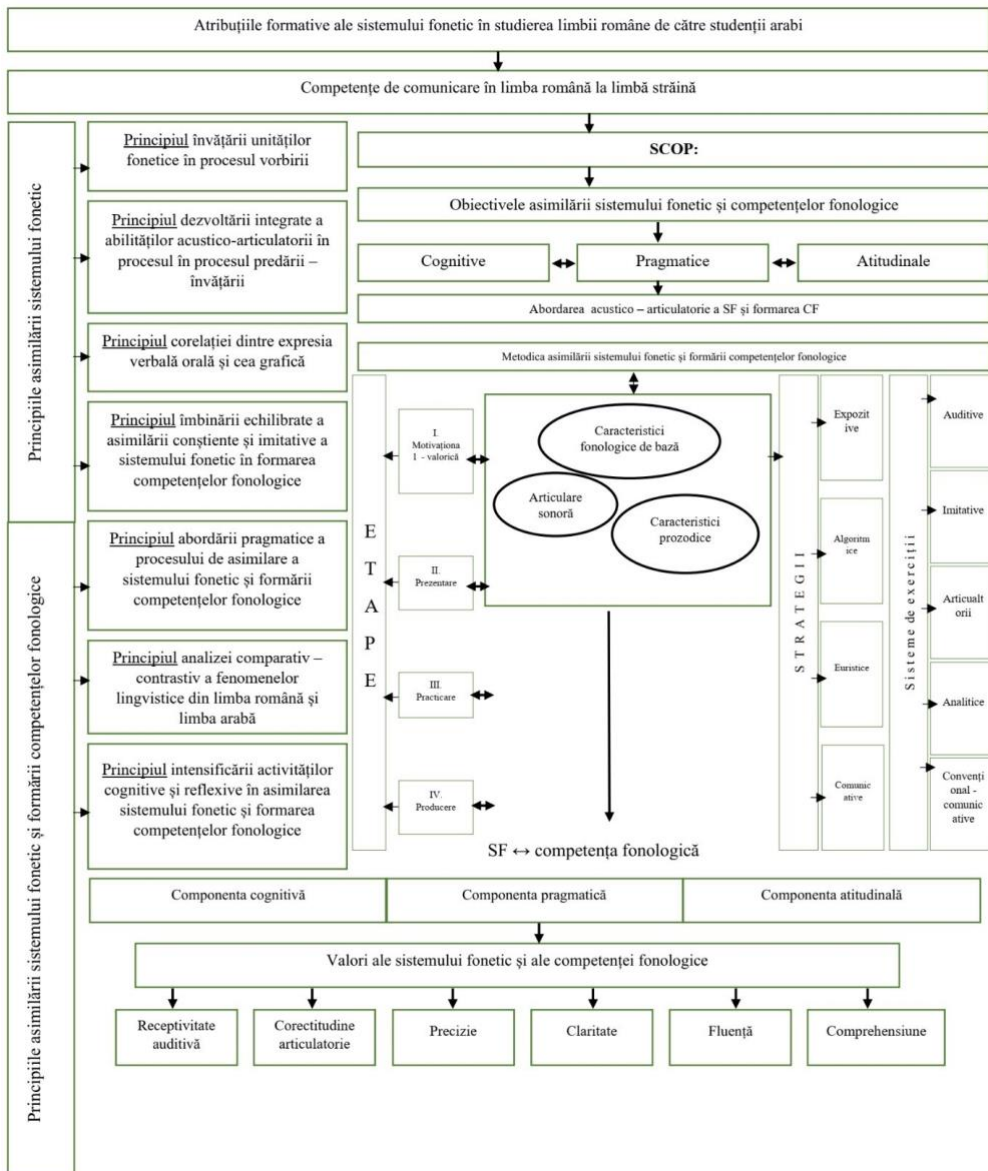 Atribuțiile formative ale sistemului fonetic în studierea limbii române de către studenții arabi
Competențe de comunicare în limba română la limbă străină
Principiile asimilării sistemului fonetic
Principiile asimilării sistemului fonetic și formării competențelor fonologice
Principiul învățării unităților
fonetice în procesul vorbirii
Principiul dezvoltării integrate a
abilităților acustico-articulatorii în
procesul în procesul predării –
învățării
Principiul corelației dintre expresia
verbală orală și cea grafică
Principiul îmbinării echilibrate a
asimilării conștiente și imitative a
sistemului fonetic în formarea
competențelor fonologice
Principiul abordării pragmatice a
procesului de asimilare a
sistemului fonetic și formării
competențelor fonologice
Principiul analizei comparativ –
contrastiv a fenomenelor
lingvistice din limba română și
limba arabă
Principiul intensificării activităților
cognitive și reflexive în asimilarea
sistemului fonetic și formarea
competențelor fonologice
SCOP:
Obiectivele asimilării sistemului fonetic și competențelor fonologice
Cognitive
Pragmatice
Atitudinale
Abordarea acustico – articulatorie a SF și formarea CF
Metodica asimilării sistemului fonetic și formării competențelor fonologice
E
T
A
P
E
I.
Motivaționa
l - valorică
II.
Prezentare
III.
Practicare
IV.
Producere
Caracteristici
fonologice de bază
Articulare
sonoră
Caracteristici
prozodice
STRATEGII
Expozit
ive
Algoritm
ice
Euristice
Comunic
ative
Sisteme de exerciții
Auditive
Imitative
Articualt
orii
Analitice
Convenți
onal -
comunic
ative
SF ↔ competența fonologică
Componenta cognitivă
Componenta pragmatică
Componenta atitudinală
Valori ale sistemului fonetic și ale competenței fonologice
Receptivitate
auditivă
Corectitudine
articulatorie
Precizie
Claritate
Fluență
Comprehensiune